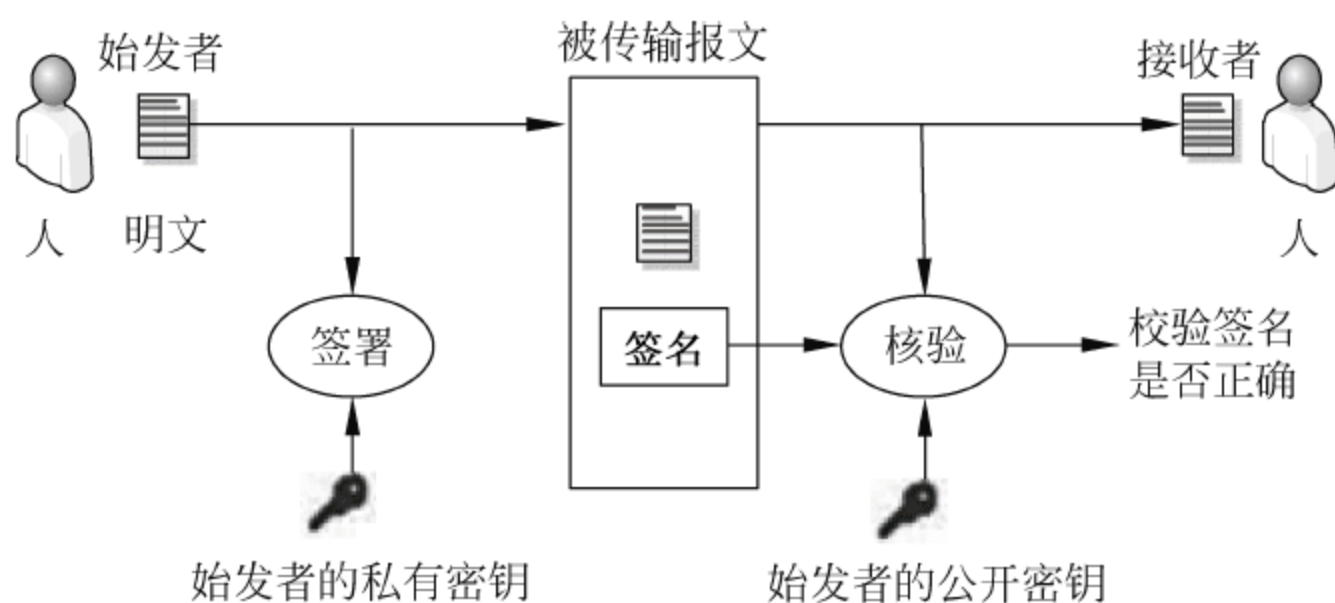 始发者
被传输报文
接收者
人
明文
人
签署
签名
核验
校验签名
是否正确
始发者的私有密钥
始发者的公开密钥